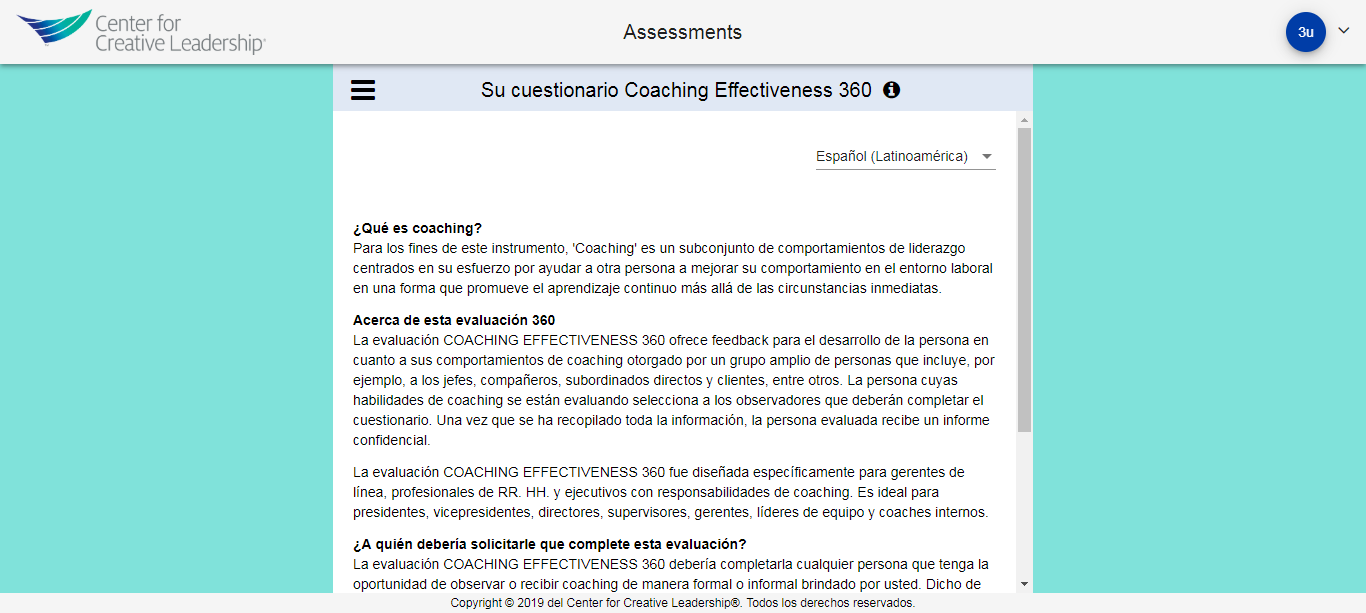 Center for
Creative Leadership®
Assessments
3u
Su cuestionario Coaching Effectiveness 360
Español (Latinoamérica)
¿Qué es coaching?
Para los fines de este instrumento, 'Coaching' es un subconjunto de comportamientos de liderazgo
centrados en su esfuerzo por ayudar a otra persona a mejorar su comportamiento en el entorno laboral
en una forma que promueve el aprendizaje continuo más allá de las circunstancias inmediatas.
Acerca de esta evaluación 360
La evaluación COACHING EFFECTIVENESS 360 ofrece feedback para el desarrollo de la persona en
cuanto a sus comportamientos de coaching otorgado por un grupo amplio de personas que incluye, por
ejemplo, a los jefes, compañeros, subordinados directos y clientes, entre otros. La persona cuyas
habilidades de coaching se están evaluando selecciona a los observadores que deberán completar el
cuestionario. Una vez que se ha recopilado toda la información, la persona evaluada recibe un informe
confidencial.
La evaluación COACHING EFFECTIVENESS 360 fue diseñada específicamente para gerentes de
línea, profesionales de RR. HH. y ejecutivos con responsabilidades de coaching. Es ideal para
presidentes, vicepresidentes, directores, supervisores, gerentes, líderes de equipo y coaches internos.
¿A quién debería solicitarle que complete esta evaluación?
La evaluación COACHING EFFECTIVENESS 360 debería completarla cualquier persona que tenga la
oportunidad de observar o recibir coaching de manera formal o informal brindado por usted. Dicho de
Copyright © 2019 del Center for Creative Leadership®. Todos los derechos reservados.